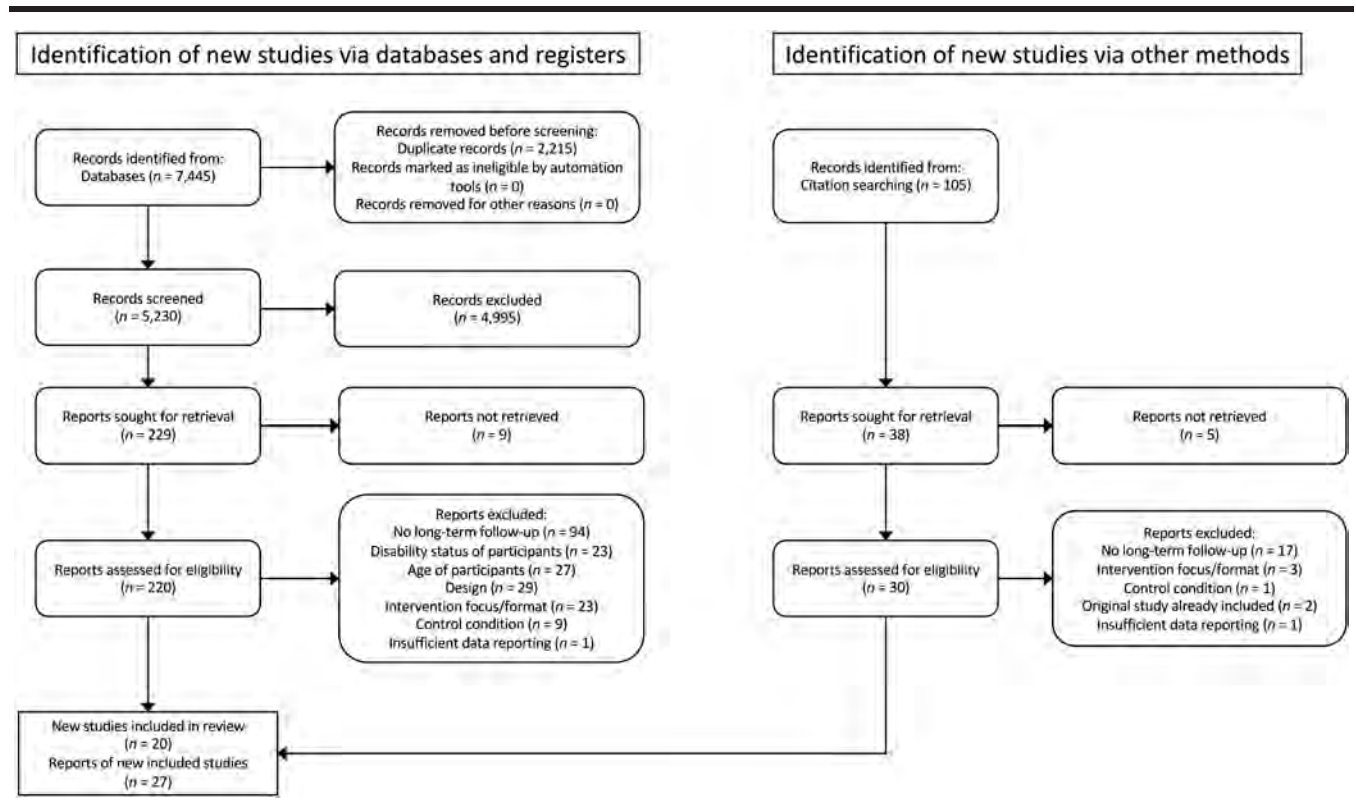 Identification of new studies via databases and registers
Identification of new studies via other methods
Records identified from:
Databases (n = 7,445)
Records removed before screening:
Duplicate records (n = 2,215)
Records marked as ineligible by automation
tools (n = 0)
Records removed for other reasons (n = 0)
Records identified from:
Citation searching (n = 105)
Records screened
(n = 5,230)
Records excluded
(n = 4,995)
Reports sought for retrieval
(n = 229)
Reports not retrieved
(n = 9)
Reports sought for retrieval
(n = 38)
Reports not retrieved
(n = 5)
Reports assessed for eligibility
(n = 220)
Reports excluded:
No long-term follow-up (n = 94)
Disability status of participants (n = 23)
Age of participants (n = 27)
Design (n = 29)
Intervention focus/format (n = 23)
Control condition (n = 9)
Insufficient data reporting (n = 1)
Reports assessed for eligibility
(n = 30)
Reports excluded:
No long-term follow-up (n = 17)
Intervention focus/format (n = 3)
Control condition (n = 1)
Original study already included (n = 2)
Insufficient data reporting (n = 1)
New studies included in review
(n = 20)
Reports of new included studies
(n = 27)